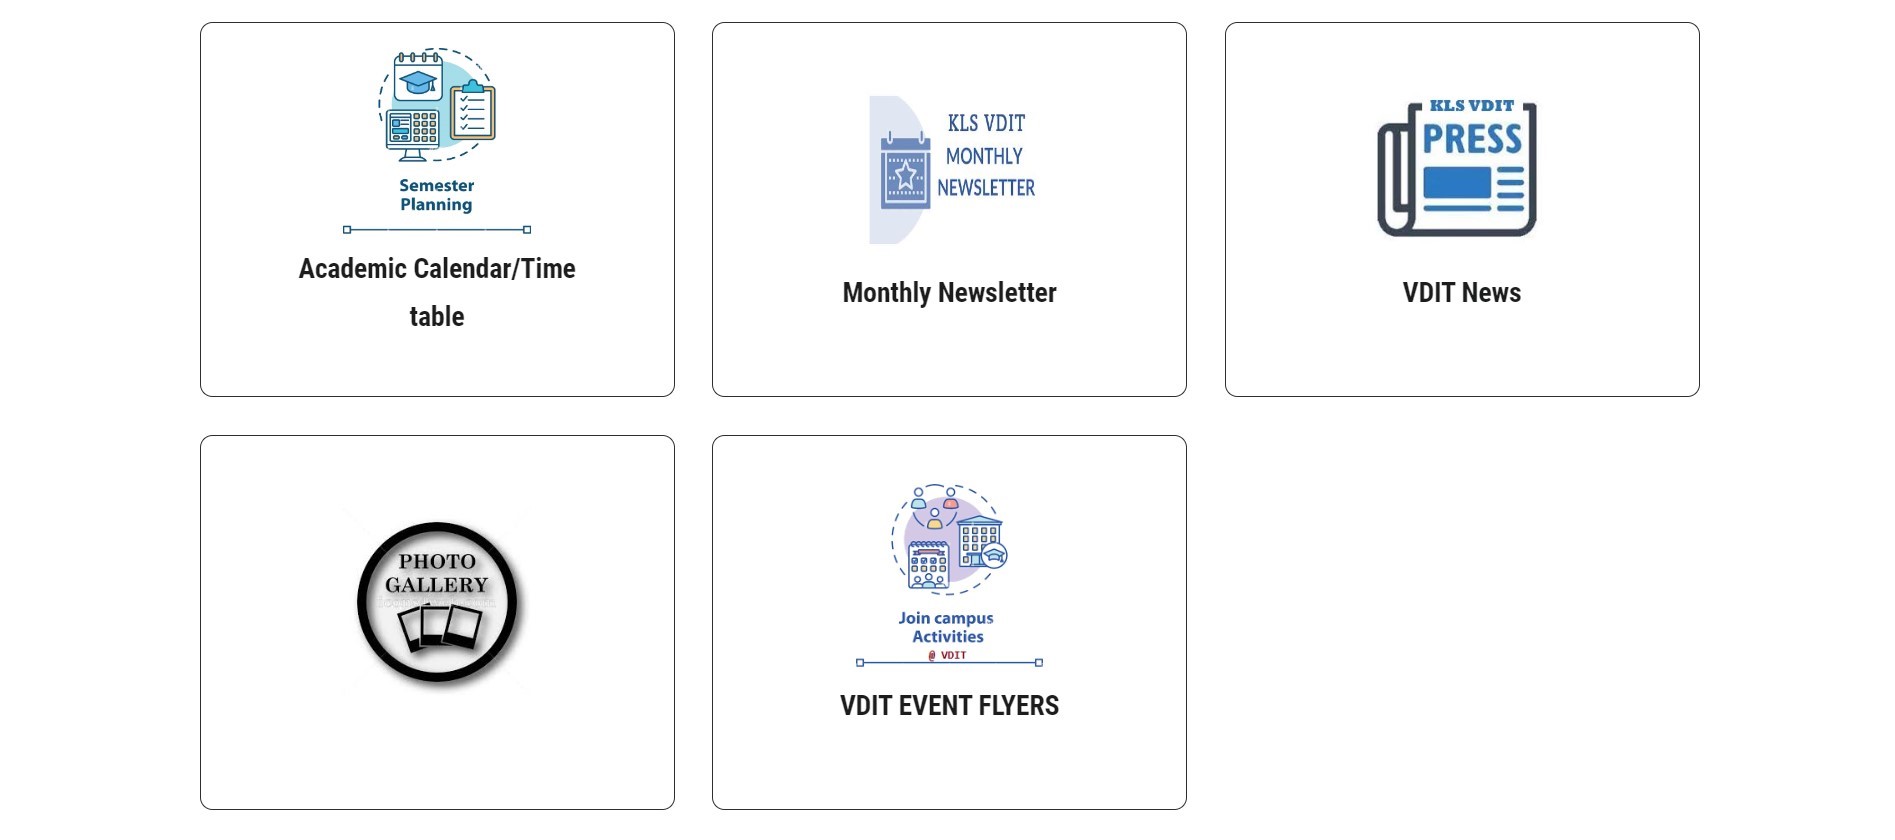 Semester
Planning
Academic Calendar/Time
table
KLS VDIT
MONTHLY
NEWSLETTER
Monthly Newsletter
KLS VDIT
PRESS
VDIT News
PHOTO
GALLERY
Join campus
Activities
@ VDIT
VDIT EVENT FLYERS